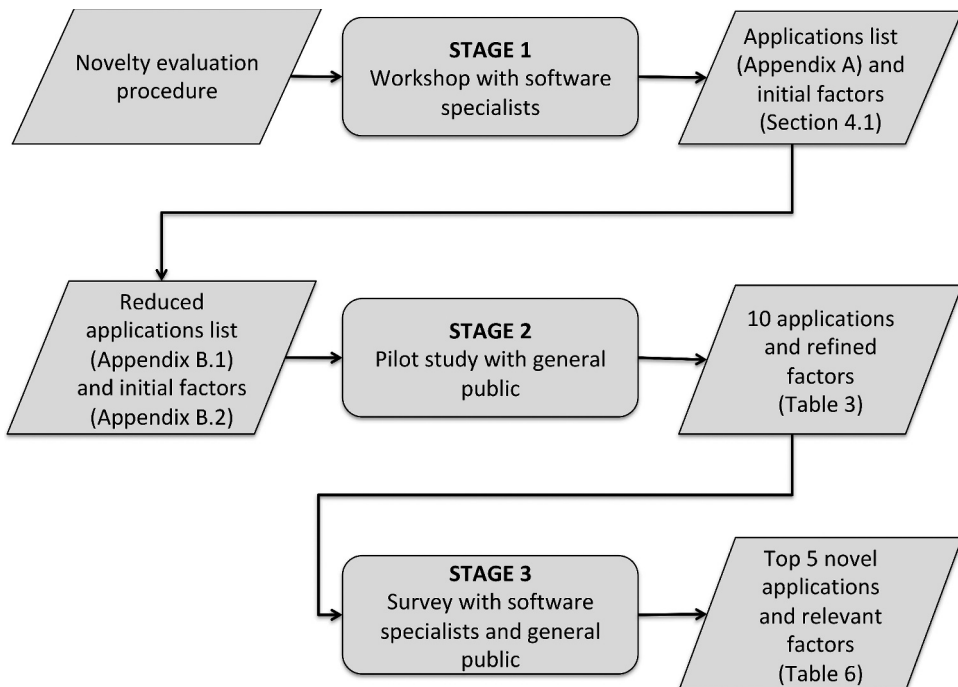 Novelty evaluation
procedure
STAGE 1
Workshop with software
specialists
Applications list
(Appendix A) and
initial factors
(Section 4.1)
Reduced
applications list
(Appendix B.1)
and initial factors
(Appendix B.2)
STAGE 2
Pilot study with general
public
10 applications
and refined
factors
(Table 3)
STAGE 3
Survey with software
specialists and general
public
Top 5 novel
applications
and relevant
factors
(Table 6)